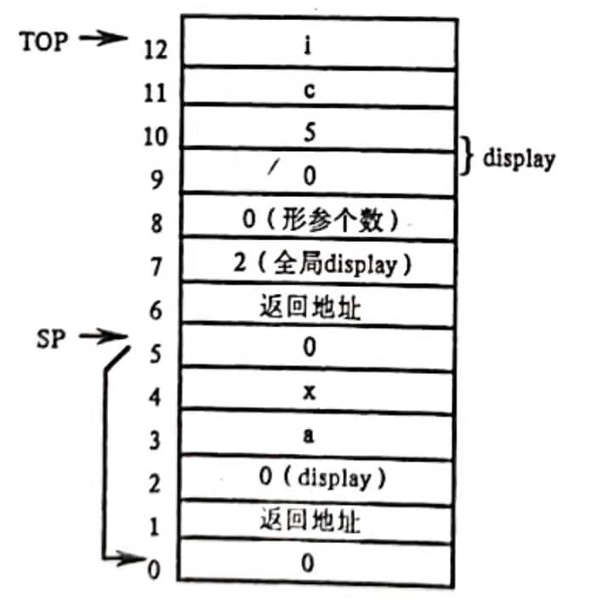 TOP 12 i
11 c
10 5
display
9 0
8 0（形参个数）
7 2（全局display）
6 返回地址
SP 5 0
4 x
3 a
2 0（display）
1 返回地址
0 0